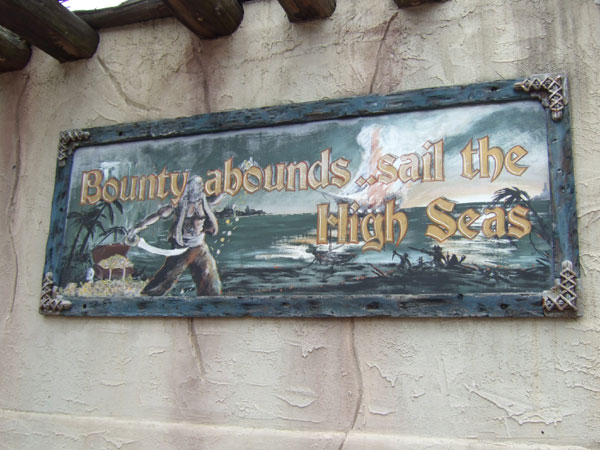 Bounty abounds..sail the
High Seas